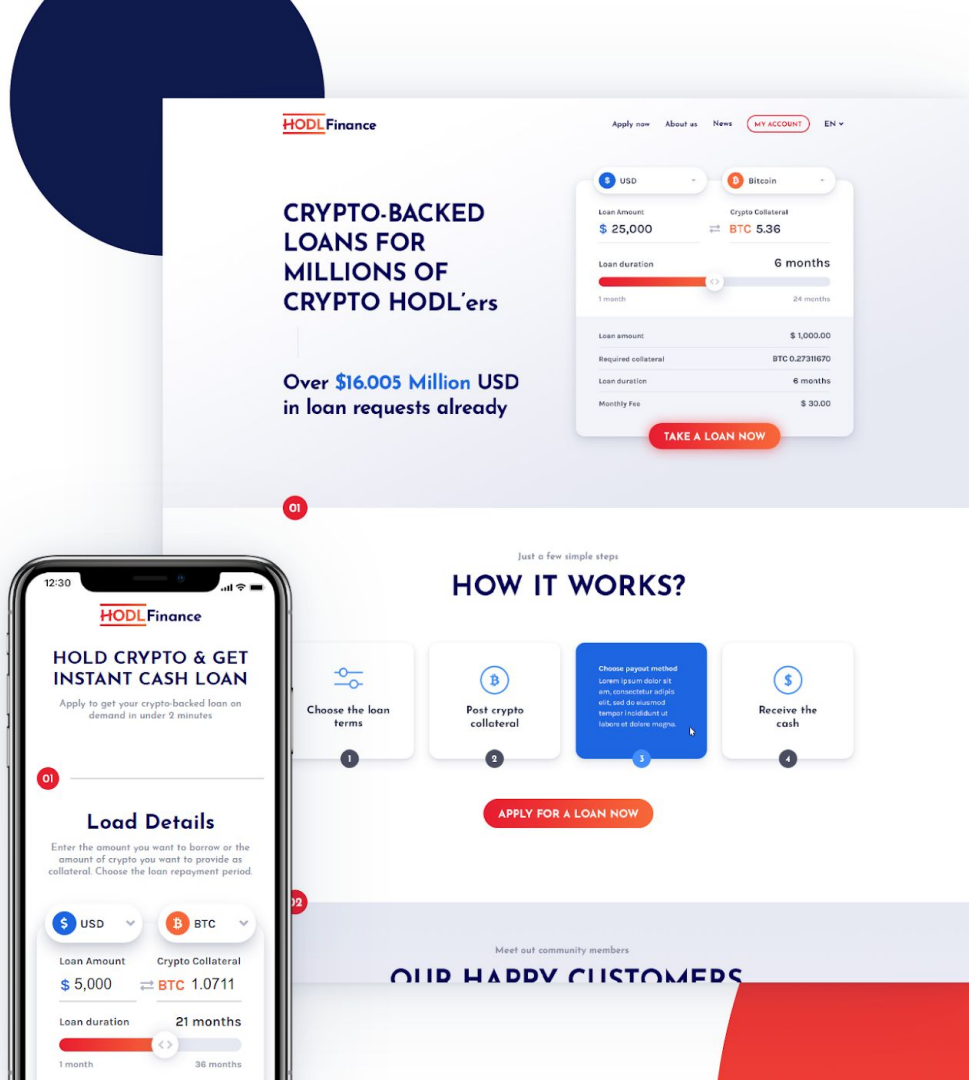 HODL Finance
Apply now About us News MY ACCOUNT EN
CRYPTO-BACKED
LOANS FOR
MILLIONS OF
CRYPTO HODL'ers
Over $16.005 Million USD
in loan requests already
$ USD Bitcoin
Loan Amount Crypto Collateral
$ 25,000 BTC 5.36
Loan duration 6 months
1 month 24 months
Loan amount $ 1,000.00
Required collateral BTC 0.27311670
Loan duration 6 months
Monthly Fee $ 30.00
TAKE A LOAN NOW
01
Just a few simple steps
HOW IT WORKS?
Choose the loan
terms
1
Post crypto
collateral
2
Choose payout method
Lorem ipsum dolor sit
am, consectetur adipis
elit, sed do eiusmod
tempor incididunt ut
labore et dolore magna.
3
$
Receive the
cash
4
APPLY FOR A LOAN NOW
02
Meet out community members
OUR HAPPY CUSTOMERS
12:30
HODL Finance
HOLD CRYPTO & GET
INSTANT CASH LOAN
Apply to get your crypto-backed loan on
demand in under 2 minutes
01
Load Details
Enter the amount you want to borrow or the
amount of crypto you want to provide as
collateral. Choose the loan repayment period.
$ USD BTC
Loan Amount Crypto Collateral
$ 5,000 BTC 1.0711
Loan duration 21 months
1 month 36 months